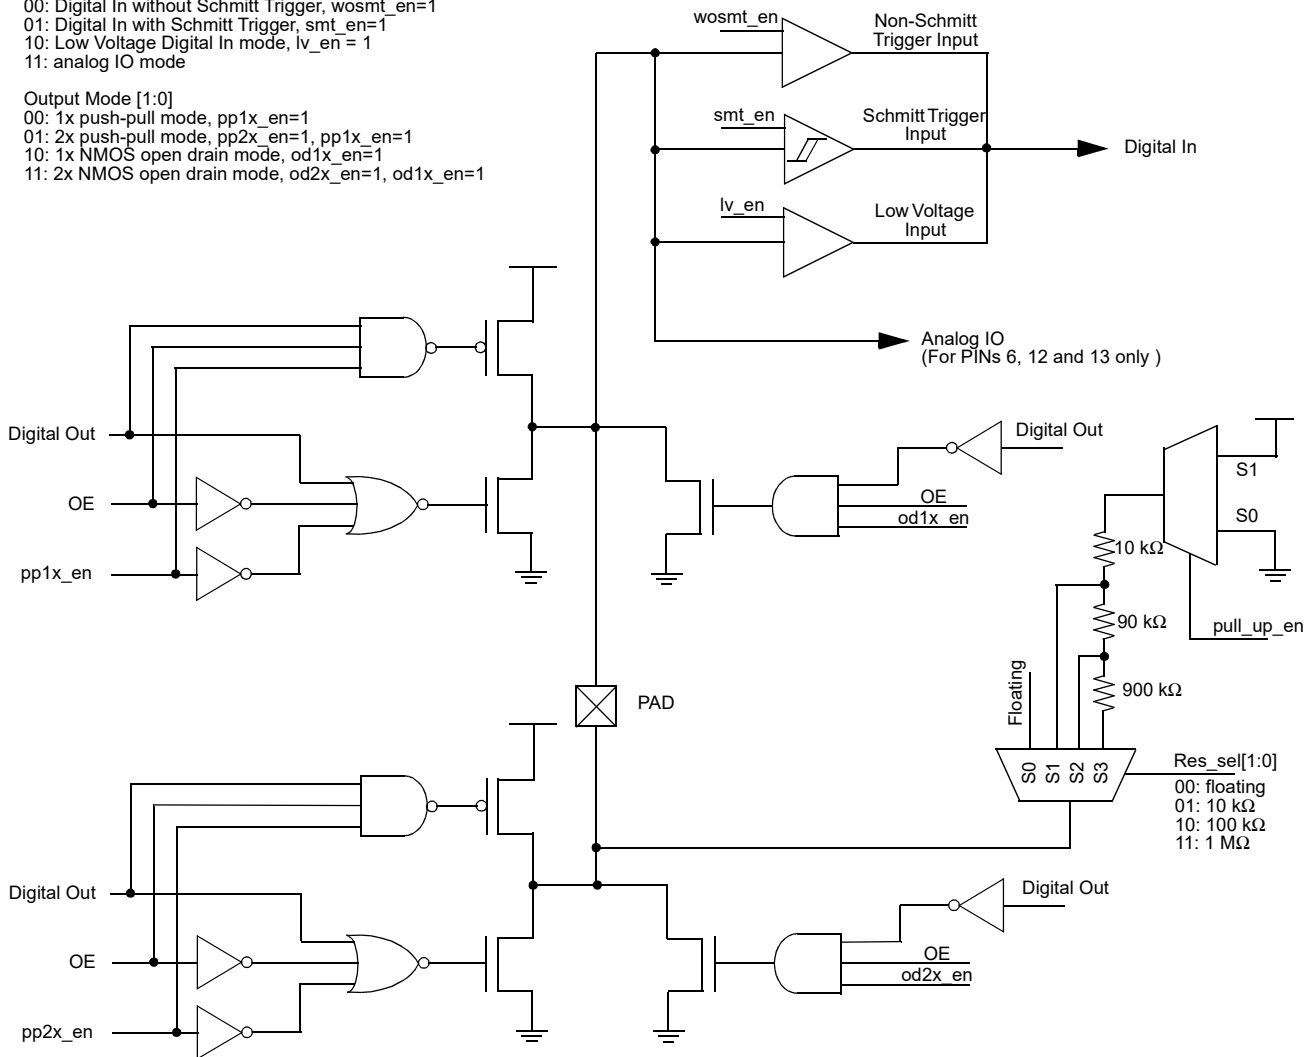 00: Digital In without Schmitt Trigger, wosmt_en=1
01: Digital In with Schmitt Trigger, smt_en=1
10: Low Voltage Digital In mode, lv_en = 1
11: analog IO mode
Output Mode [1:0]
00: 1x push-pull mode, pp1x_en=1
01: 2x push-pull mode, pp2x_en=1, pp1x_en=1
10: 1x NMOS open drain mode, od1x_en=1
11: 2x NMOS open drain mode, od2x_en=1, od1x_en=1
wosmt_en
Non-Schmitt
Trigger Input
smt_en
Schmitt Trigger
Input
Digital In
lv_en
Low Voltage
Input
Analog IO
(For PINs 6, 12 and 13 only )
Digital Out
OE
pp1x_en
Digital Out
OE
od1x_en
S1
S0
10 kΩ
90 kΩ
pull_up_en
900 kΩ
Floating
PAD
S0
S1
S2
S3
Res_sel[1:0]
00: floating
01: 10 kΩ
10: 100 kΩ
11: 1 MΩ
Digital Out
OE
pp2x_en
Digital Out
OE
od2x_en